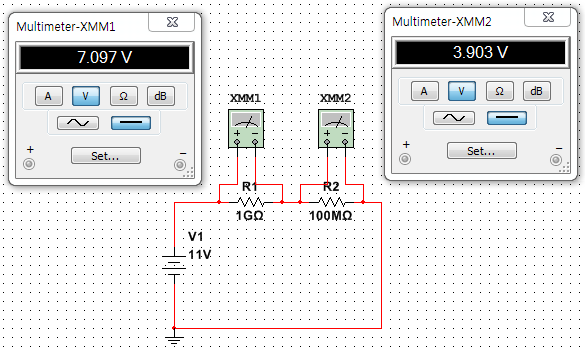 Multimeter-XMM1
7.097 V
A V Ω dB
+ −
Set...
Multimeter-XMM2
3.903 V
A V Ω dB
+ −
Set...
XMM1
+ −
XMM2
+ −
R1
1GΩ
R2
100MΩ
V1
11V